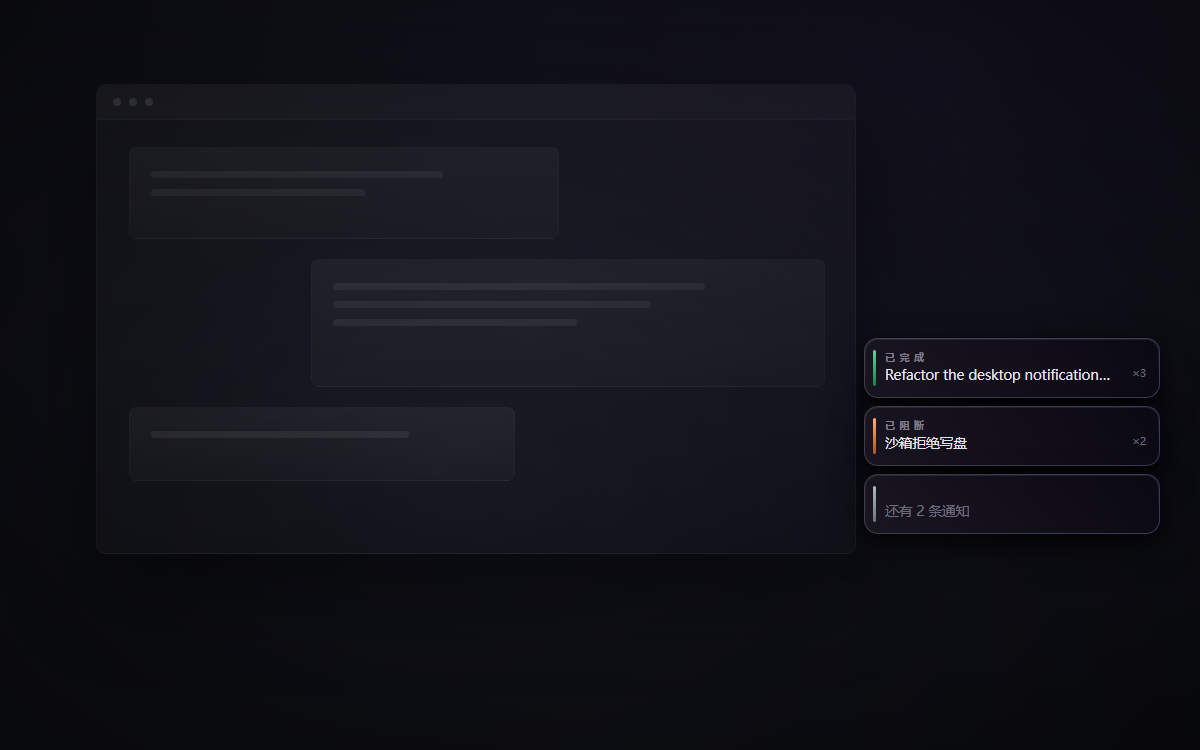 已完成
Refactor the desktop notification...
×3
已阻断
沙箱拒绝写盘
×2
还有 2 条通知